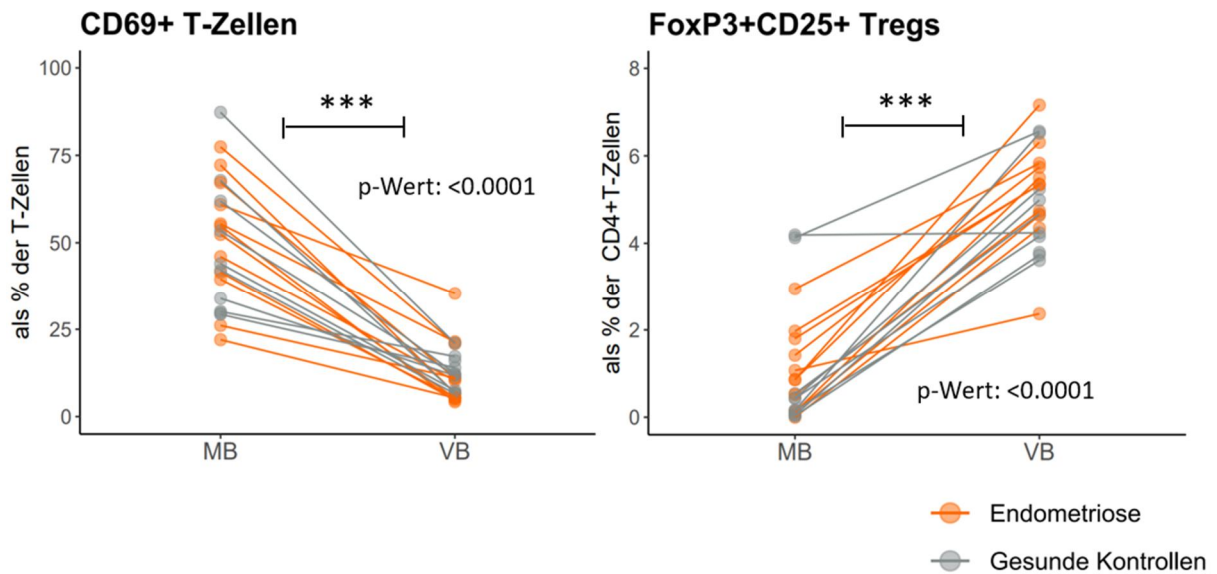 CD69+ T-Zellen
100
75
50
25
0
als % der T-Zellen
***
p-Wert: <0.0001
MB
VB
FoxP3+CD25+ Tregs
8
6
4
2
0
als % der CD4+T-Zellen
***
p-Wert: <0.0001
MB
VB
Endometriose
Gesunde Kontrollen